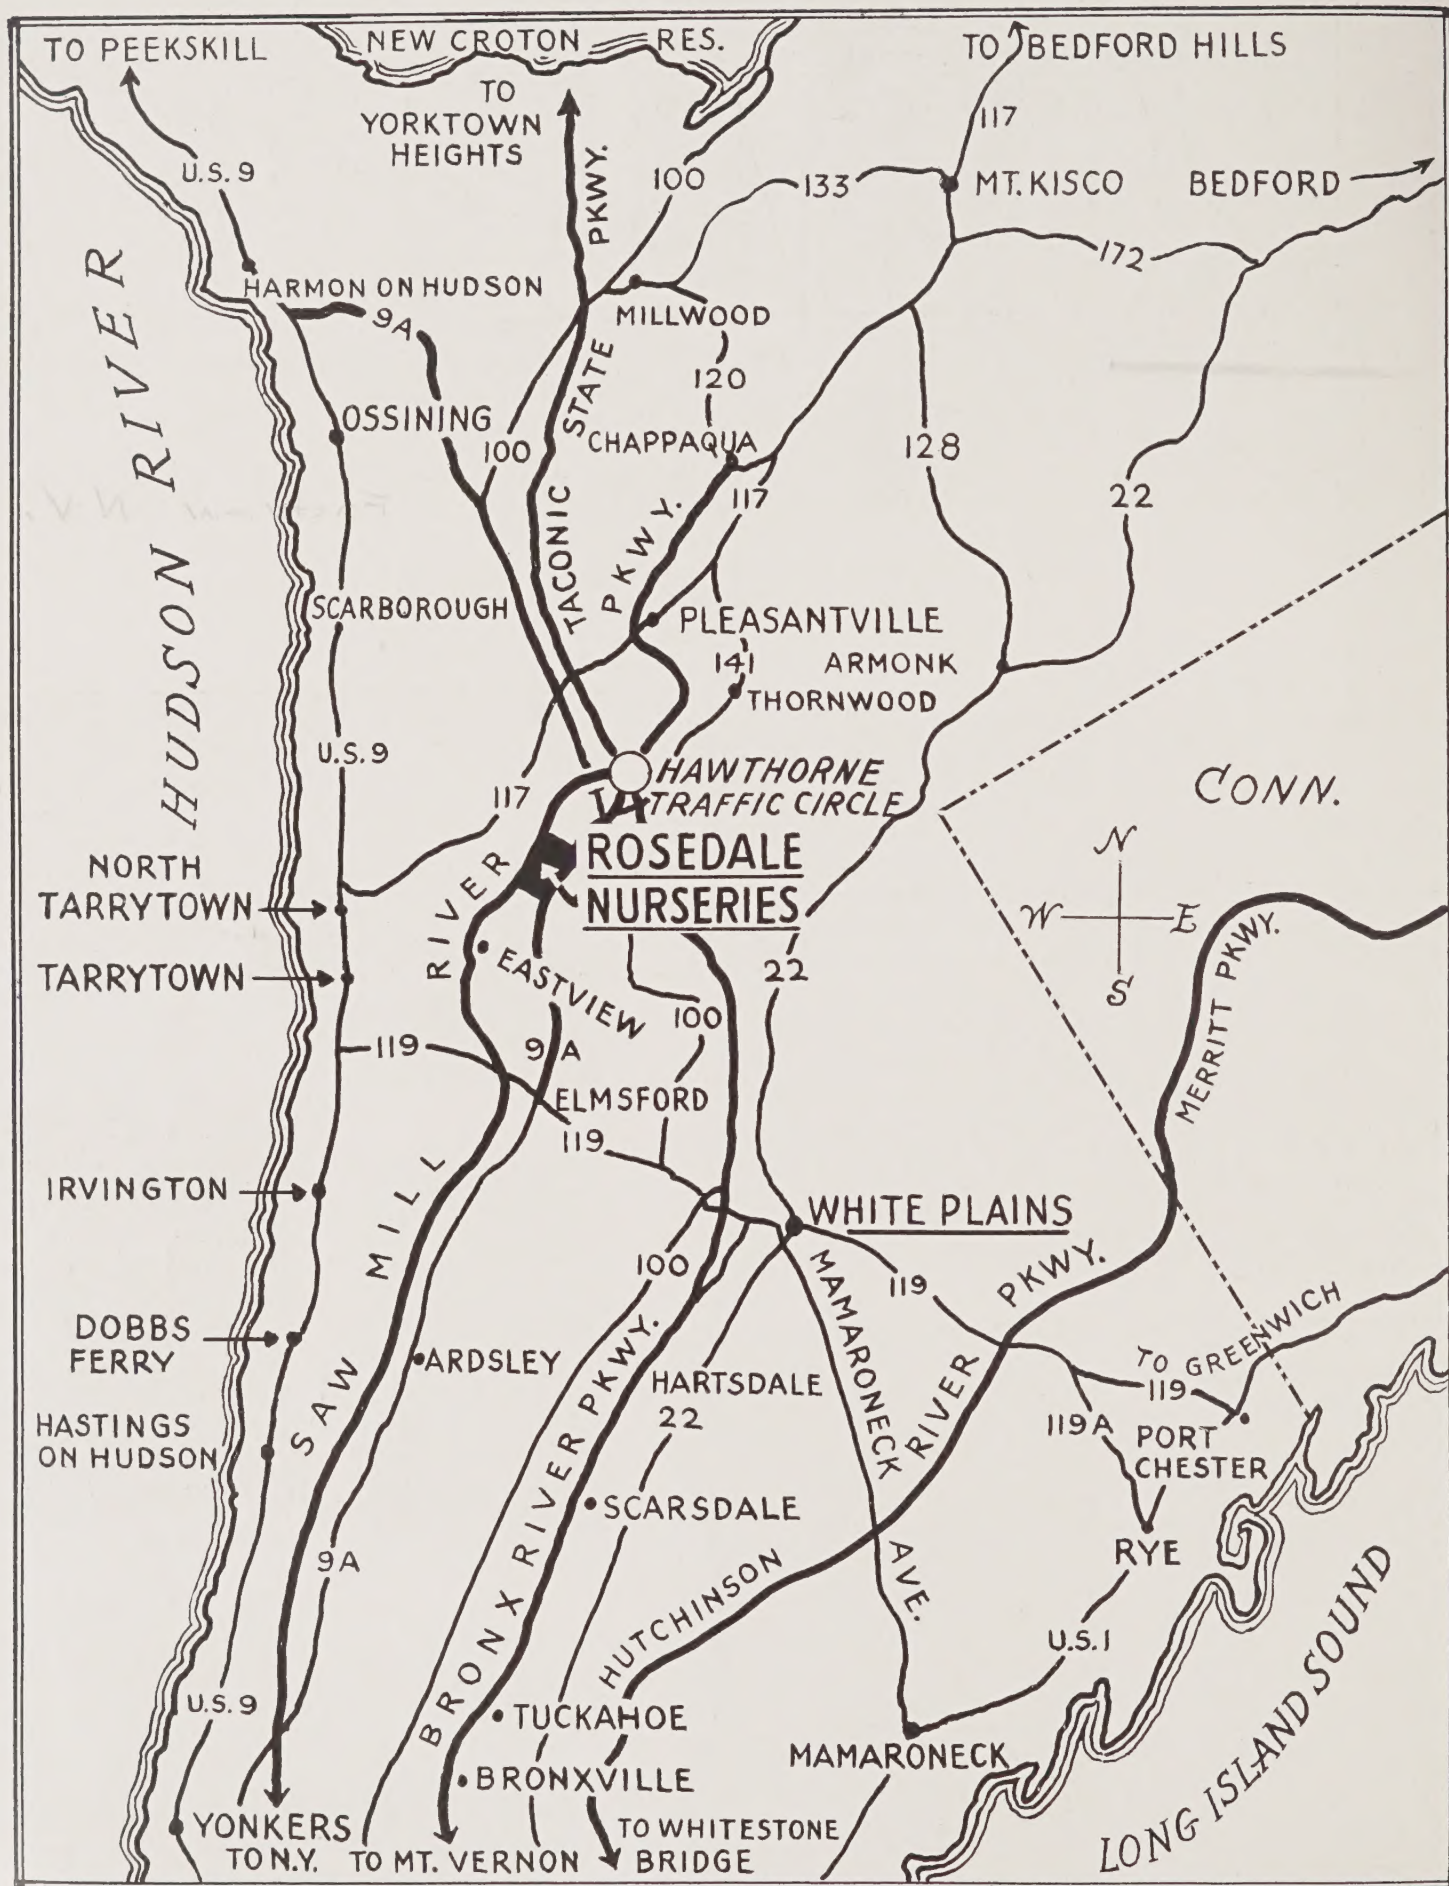 TO PEEKSKILL
NEW CROTON RES.
TO BEDFORD HILLS
TO
YORKTOWN
HEIGHTS
117
U.S. 9
PKWY.
100
133
MT. KISCO
BEDFORD
172
HARMON ON HUDSON
9A
MILLWOOD
STATE
120
OSSINING
100
CHAPPAQUA
128
117
22
HUDSON RIVER
TACONIC
PKWY.
SCARBOROUGH
PLEASANTVILLE
141
ARMONK
THORNWOOD
U.S. 9
HAWTHORNE
TRAFFIC CIRCLE
117
CONN.
ROSEDALE
NURSERIES
N
W E
S
NORTH
TARRYTOWN
RIVER
EASTVIEW
TARRYTOWN
22
100
MERRITT PKWY.
119
9A
ELMSFORD
119
IRVINGTON
MILL
WHITE PLAINS
100
119
PKWY.
MAMARONECK
DOBBS
FERRY
SAW
ARDSLEY
BRONX RIVER PKWY.
HARTSDALE
22
RIVER
TO GREENWICH
119
119A
PORT
CHESTER
HASTINGS
ON HUDSON
SCARSDALE
RYE
9A
AVE.
HUTCHINSON
U.S. 1
U.S. 9
TUCKAHOE
MAMARONECK
BRONXVILLE
LONG ISLAND SOUND
YONKERS
TO N.Y.
TO MT. VERNON
TO WHITESTONE
BRIDGE